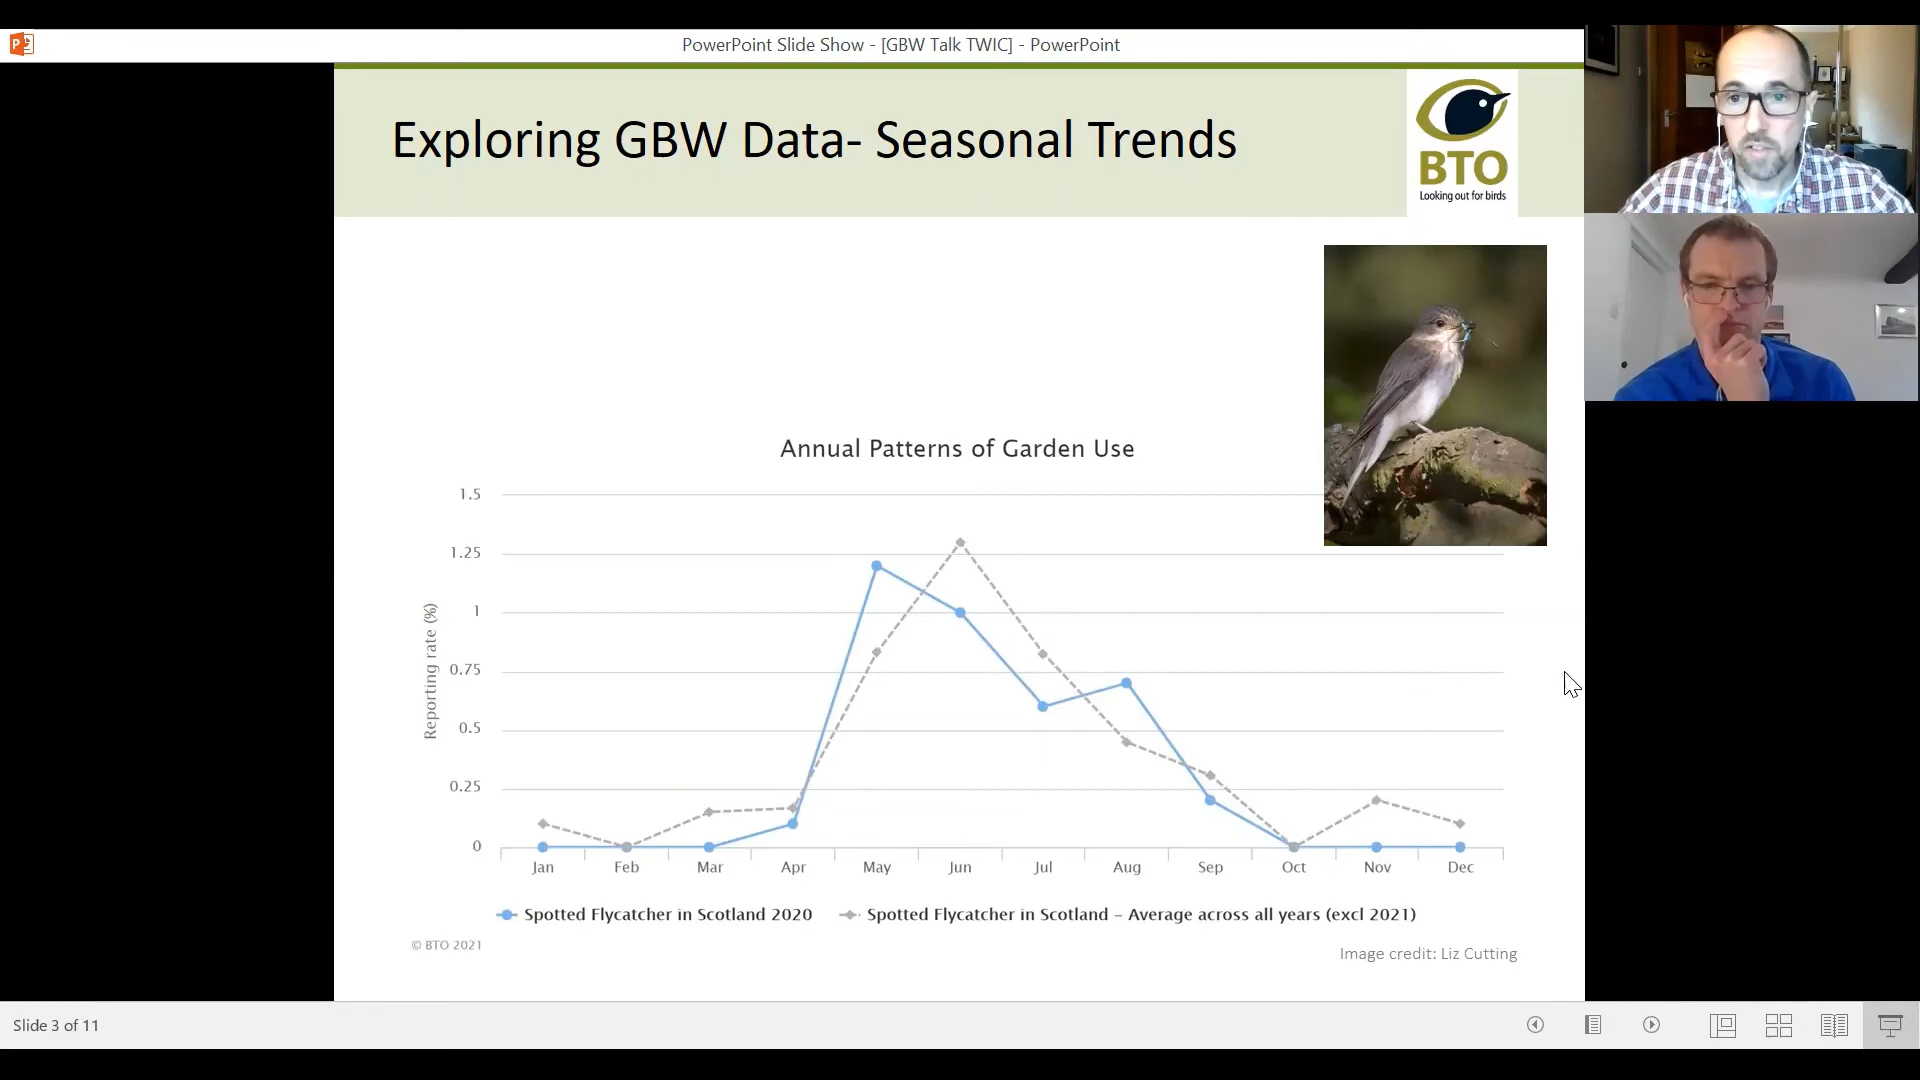 PowerPoint Slide Show - [GBW Talk TWIC] - PowerPoint
Exploring GBW Data- Seasonal Trends
BTO
Looking out for birds
Annual Patterns of Garden Use
1.5
1.25
1
0.75
0.5
0.25
0
Reporting rate (%)
Jan Feb Mar Apr May Jun Jul Aug Sep Oct Nov Dec
Spotted Flycatcher in Scotland 2020 Spotted Flycatcher in Scotland – Average across all years (excl 2021)
© BTO 2021
Image credit: Liz Cutting
Slide 3 of 11